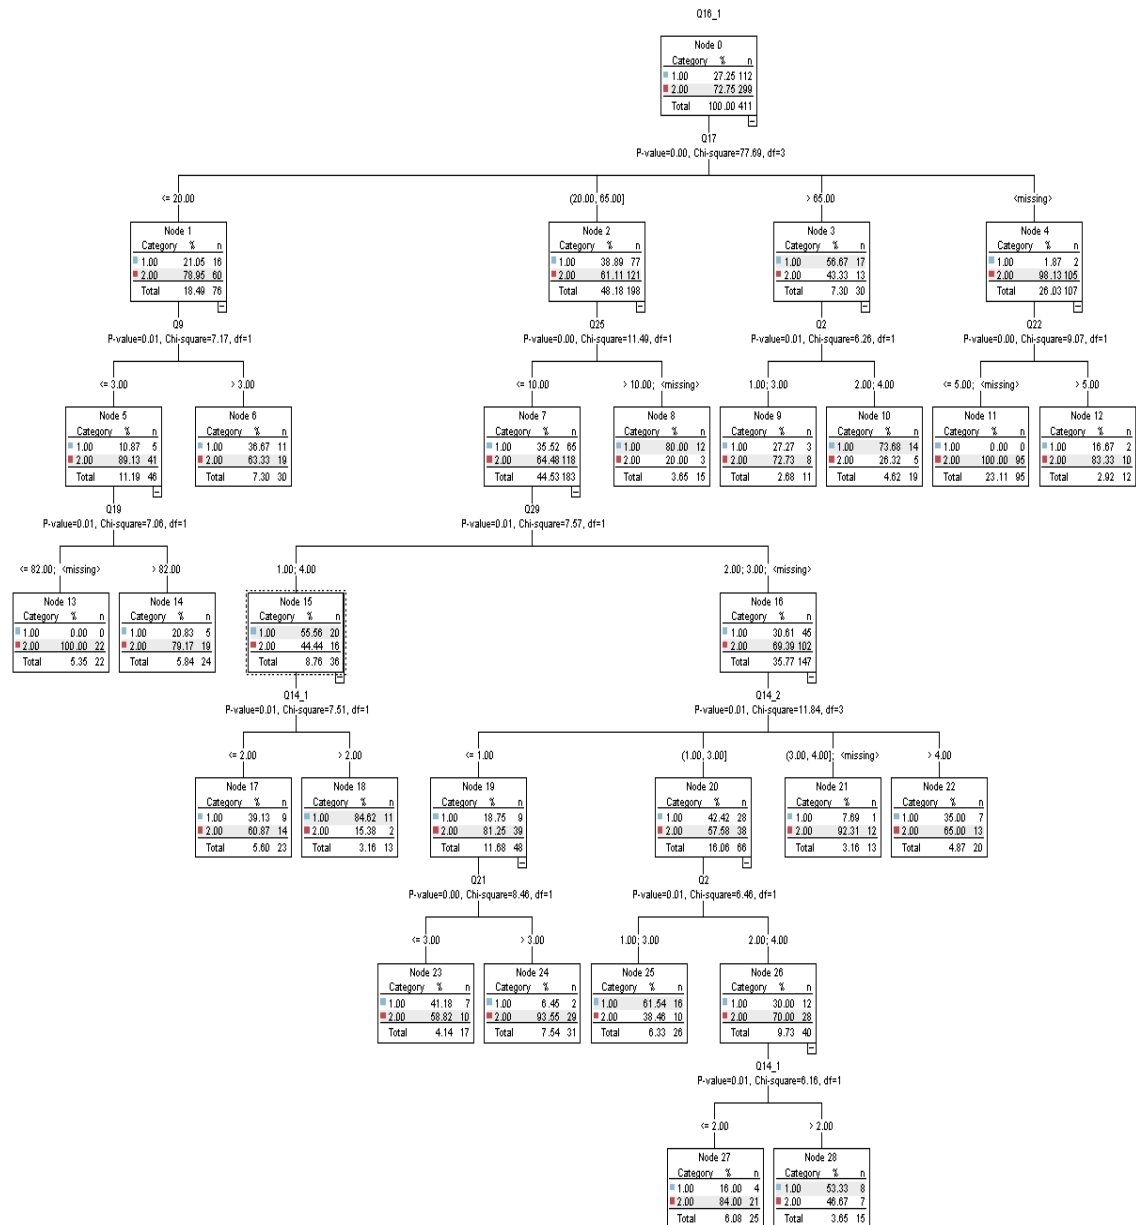 Q16_1
Node 0
Category % n
1.00 27.25 112
2.00 72.75 299
Total 100.00 411
Q17
P-value=0.00, Chi-square=77.69, df=3
<= 20.00
(20.00, 65.00]
> 65.00
<missing>
Node 1
Category % n
1.00 21.05 16
2.00 78.95 60
Total 18.49 76
Node 2
Category % n
1.00 38.89 77
2.00 61.11 121
Total 48.18 198
Node 3
Category % n
1.00 56.67 17
2.00 43.33 13
Total 7.30 30
Node 4
Category % n
1.00 1.87 2
2.00 98.13 105
Total 26.03 107
Q9
P-value=0.01, Chi-square=7.17, df=1
Q25
P-value=0.00, Chi-square=11.49, df=1
Q2
P-value=0.01, Chi-square=6.26, df=1
Q22
P-value=0.00, Chi-square=9.07, df=1
<= 3.00
> 3.00
<= 10.00
> 10.00; <missing>
1.00; 3.00
2.00; 4.00
<= 5.00; <missing>
> 5.00
Node 5
Category % n
1.00 10.87 5
2.00 89.13 41
Total 11.19 46
Node 6
Category % n
1.00 36.67 11
2.00 63.33 19
Total 7.30 30
Node 7
Category % n
1.00 35.52 65
2.00 64.48 118
Total 44.53 183
Node 8
Category % n
1.00 80.00 12
2.00 20.00 3
Total 3.65 15
Node 9
Category % n
1.00 27.27 3
2.00 72.73 8
Total 2.68 11
Node 10
Category % n
1.00 73.68 14
2.00 26.32 5
Total 4.62 19
Node 11
Category % n
1.00 0.00 0
2.00 100.00 95
Total 23.11 95
Node 12
Category % n
1.00 16.67 2
2.00 83.33 10
Total 2.92 12
Q19
P-value=0.01, Chi-square=7.06, df=1
Q29
P-value=0.01, Chi-square=7.57, df=1
<= 82.00; <missing>
> 82.00
1.00; 4.00
2.00; 3.00; <missing>
Node 13
Category % n
1.00 0.00 0
2.00 100.00 22
Total 5.35 22
Node 14
Category % n
1.00 20.83 5
2.00 79.17 19
Total 5.84 24
Node 15
Category % n
1.00 55.56 20
2.00 44.44 16
Total 8.76 36
Node 16
Category % n
1.00 30.61 45
2.00 69.39 102
Total 35.77 147
Q14_1
P-value=0.01, Chi-square=7.51, df=1
Q14_2
P-value=0.01, Chi-square=11.84, df=3
<= 2.00
> 2.00
<= 1.00
(1.00, 3.00]
(3.00, 4.00]; <missing>
> 4.00
Node 17
Category % n
1.00 39.13 9
2.00 60.87 14
Total 5.60 23
Node 18
Category % n
1.00 84.62 11
2.00 15.38 2
Total 3.16 13
Node 19
Category % n
1.00 18.75 9
2.00 81.25 39
Total 11.68 48
Node 20
Category % n
1.00 42.42 28
2.00 57.58 38
Total 16.06 66
Node 21
Category % n
1.00 7.69 1
2.00 92.31 12
Total 3.16 13
Node 22
Category % n
1.00 35.00 7
2.00 65.00 13
Total 4.87 20
Q21
P-value=0.00, Chi-square=8.46, df=1
Q2
P-value=0.01, Chi-square=6.46, df=1
<= 3.00
> 3.00
1.00; 3.00
2.00; 4.00
Node 23
Category % n
1.00 41.18 7
2.00 58.82 10
Total 4.14 17
Node 24
Category % n
1.00 6.45 2
2.00 93.55 29
Total 7.54 31
Node 25
Category % n
1.00 61.54 16
2.00 38.46 10
Total 6.33 26
Node 26
Category % n
1.00 30.00 12
2.00 70.00 28
Total 9.73 40
Q14_1
P-value=0.01, Chi-square=6.16, df=1
<= 2.00
> 2.00
Node 27
Category % n
1.00 16.00 4
2.00 84.00 21
Total 6.08 25
Node 28
Category % n
1.00 53.33 8
2.00 46.67 7
Total 3.65 15